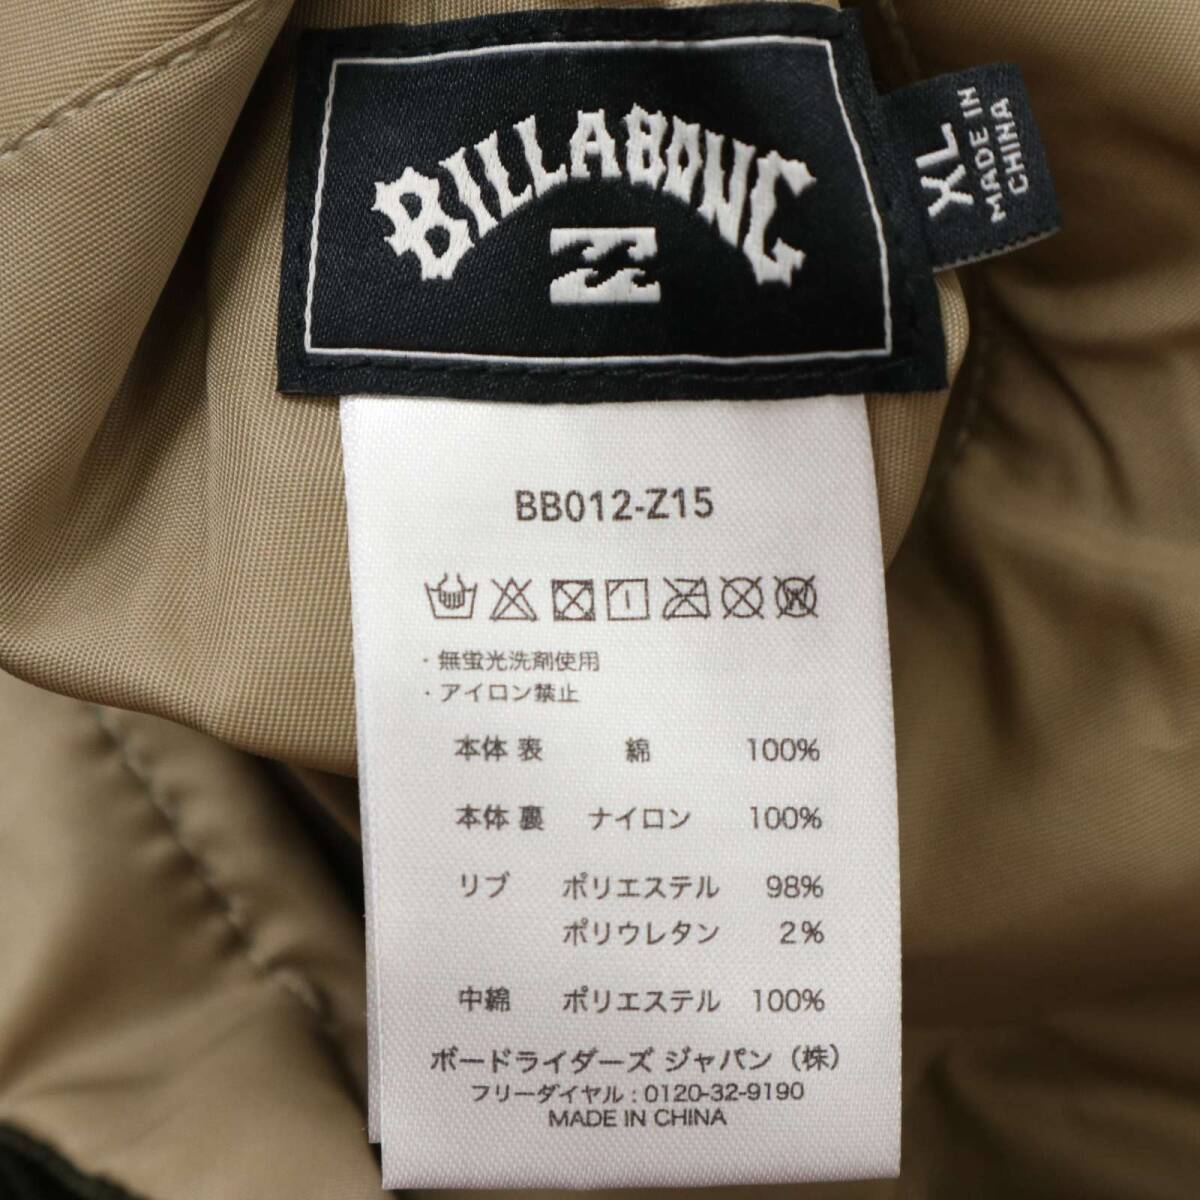 BILLABONG
XL
MADE IN
CHINA
BB012-Z15
・無蛍光洗剤使用
・アイロン禁止
本体 表 綿 100%
本体 裏 ナイロン 100%
リブ ポリエステル 98%
ポリウレタン 2%
中綿 ポリエステル 100%
ボードライダーズ ジャパン（株）
フリーダイヤル : 0120-32-9190
MADE IN CHINA